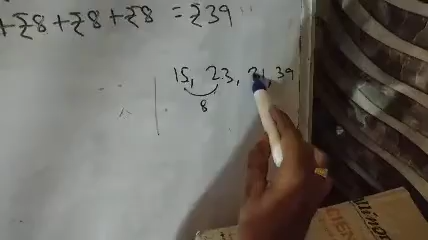 + ₹8 + ₹8 + ₹8 = ₹39
15, 23, 31, 39
8